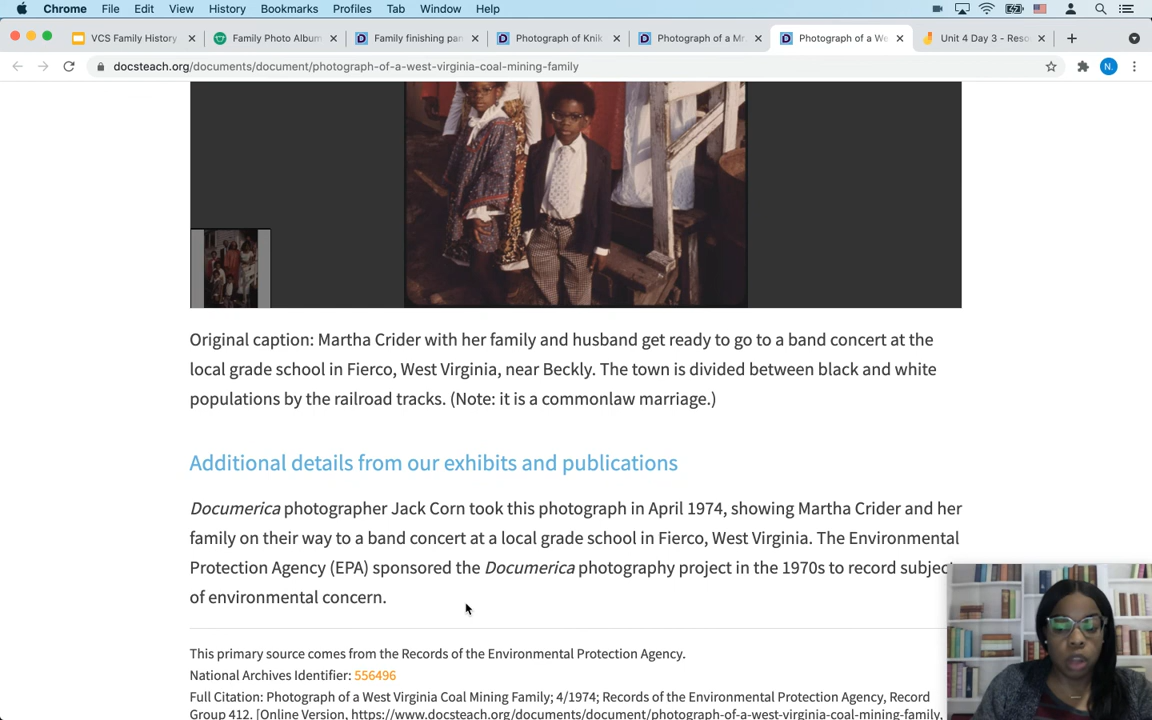 Chrome File Edit View History Bookmarks Profiles Tab Window Help
VCS Family History
Family Photo Album
Family finishing par
Photograph of Knik
Photograph of a Mr.
Photograph of a We
Unit 4 Day 3 - Reso
N.
docsteach.org/documents/document/photograph-of-a-west-virginia-coal-mining-family
Original caption: Martha Crider with her family and husband get ready to go to a band concert at the
local grade school in Fierco, West Virginia, near Beckly. The town is divided between black and white
populations by the railroad tracks. (Note: it is a commonlaw marriage.)
Additional details from our exhibits and publications
Documerica photographer Jack Corn took this photograph in April 1974, showing Martha Crider and her
family on their way to a band concert at a local grade school in Fierco, West Virginia. The Environmental
Protection Agency (EPA) sponsored the Documerica photography project in the 1970s to record subjec
of environmental concern.
This primary source comes from the Records of the Environmental Protection Agency.
National Archives Identifier: 556496
Full Citation: Photograph of a West Virginia Coal Mining Family; 4/1974; Records of the Environmental Protection Agency, Record
Group 412. [Online Version, https://www.docsteach.org/documents/document/photograph-of-a-west-virginia-coal-mining-family,